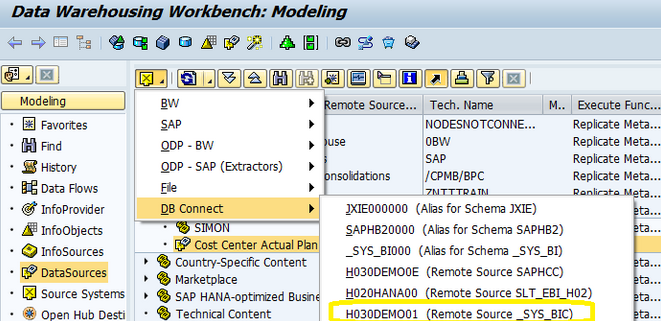 Data Warehousing Workbench: Modeling
Modeling
Favorites
Find
History
Data Flows
InfoProvider
InfoObjects
InfoSources
DataSources
Source Systems
Open Hub Destin
BW
SAP
ODP - BW
ODP - SAP (Extractors)
File
DB Connect
Remote Source... Tech. Name M.. Execute Func...
NODESNOTCONNE... Replicate Meta...
ouse 0BW Replicate Meta...
s SAP Replicate Meta...
onsolidations /CPMB/BPC Replicate Meta...
ZNTTTRAIN Replicate Meta...
SIMON
Cost Center Actual Plan
Country-Specific Content
Marketplace
SAP HANA-optimized Busine
Technical Content
JXIE000000 (Alias for Schema JXIE)
SAPHB20000 (Alias for Schema SAPHB2)
_SYS_BI000 (Alias for Schema _SYS_BI)
H030DEMO0E (Remote Source SAPCC)
H020HANA00 (Remote Source SLT_EBI_H02)
H030DEMO01 (Remote Source _SYS_BIC)